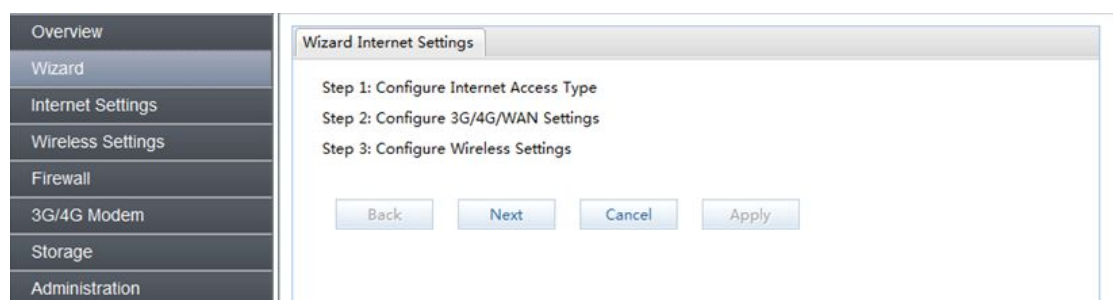 Overview
Wizard
Internet Settings
Wireless Settings
Firewall
3G/4G Modem
Storage
Administration
Wizard Internet Settings
Step 1: Configure Internet Access Type
Step 2: Configure 3G/4G/WAN Settings
Step 3: Configure Wireless Settings
Back Next Cancel Apply